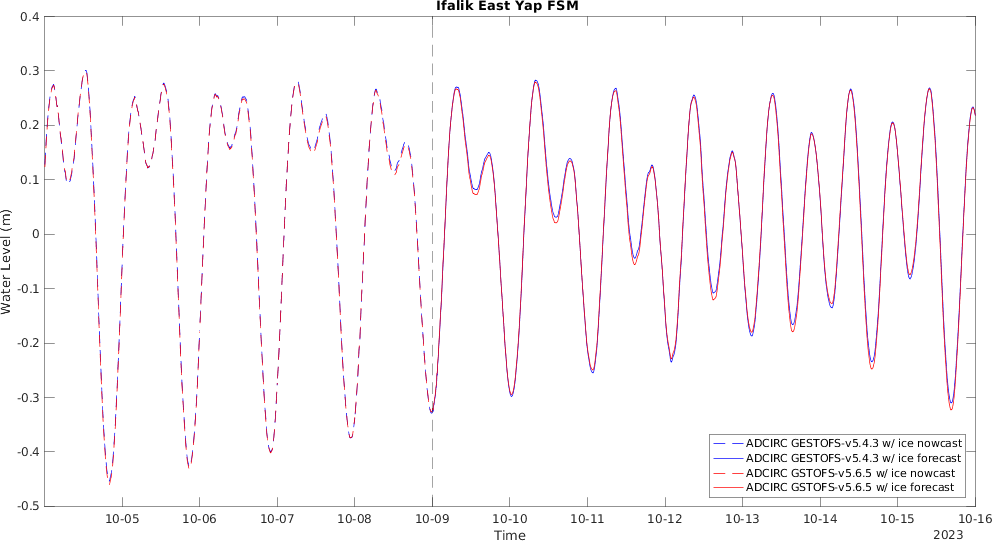 Ifalik East Yap FSM
0.4
0.3
0.2
0.1
0
-0.1
-0.2
-0.3
-0.4
-0.5
Water Level (m)
ADCIRC GESTOFS-v5.4.3 w/ ice nowcast
ADCIRC GESTOFS-v5.4.3 w/ ice forecast
ADCIRC GSTOFS-v5.6.5 w/ ice nowcast
ADCIRC GSTOFS-v5.6.5 w/ ice forecast
10-05 10-06 10-07 10-08 10-09 10-10 10-11 10-12 10-13 10-14 10-15 10-16
Time
2023